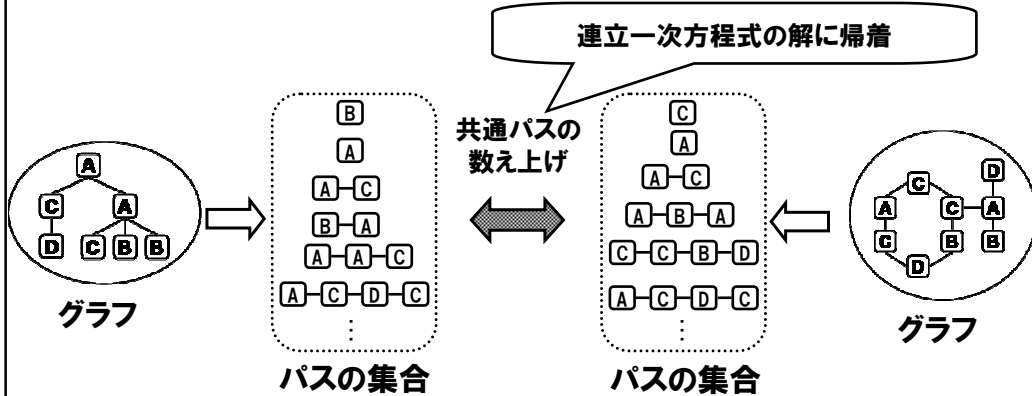 連立一次方程式の解に帰着
共通パスの
数え上げ
A
C A
D C B B
グラフ
B
A
A-C
B-A
A-A-C
A-C-D-C
⋮
パスの集合
C
A
A-C
A-B-A
C-C-B-D
A-C-D-C
⋮
パスの集合
D
C
A C A
C B B
D
グラフ